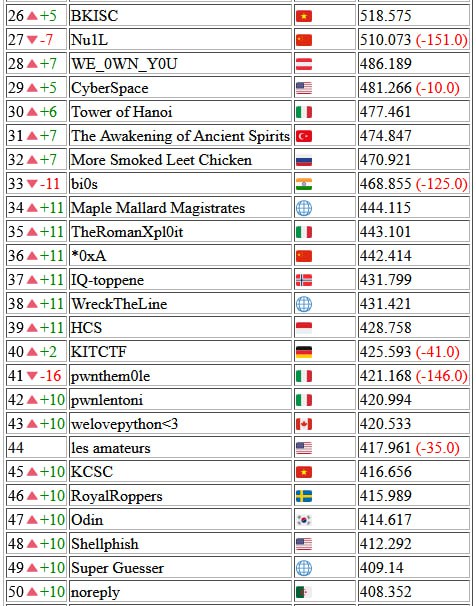 26 ▲ +5 BKISC 518.575
27 ▼ -7 Nu1L 510.073 (-151.0)
28 ▲ +7 WE_0WN_Y0U 486.189
29 ▲ +5 CyberSpace 481.266 (-10.0)
30 ▲ +6 Tower of Hanoi 477.461
31 ▲ +7 The Awakening of Ancient Spirits 474.847
32 ▲ +7 More Smoked Leet Chicken 470.921
33 ▼ -11 bi0s 468.855 (-125.0)
34 ▲ +11 Maple Mallard Magistrates 444.115
35 ▲ +11 TheRomanXpl0it 443.101
36 ▲ +11 *0xA 442.414
37 ▲ +11 IQ-toppene 431.799
38 ▲ +11 WreckTheLine 431.421
39 ▲ +11 HCS 428.758
40 ▲ +2 KITCTF 425.593 (-41.0)
41 ▼ -16 pwnthem0le 421.168 (-146.0)
42 ▲ +10 pwnlentoni 420.994
43 ▲ +10 welovepython<3 420.533
44 les amateurs 417.961 (-35.0)
45 ▲ +10 KCSC 416.656
46 ▲ +10 RoyalRoppers 415.989
47 ▲ +10 Odin 414.617
48 ▲ +10 Shellphish 412.292
49 ▲ +10 Super Guesser 409.14
50 ▲ +10 noreply 408.352